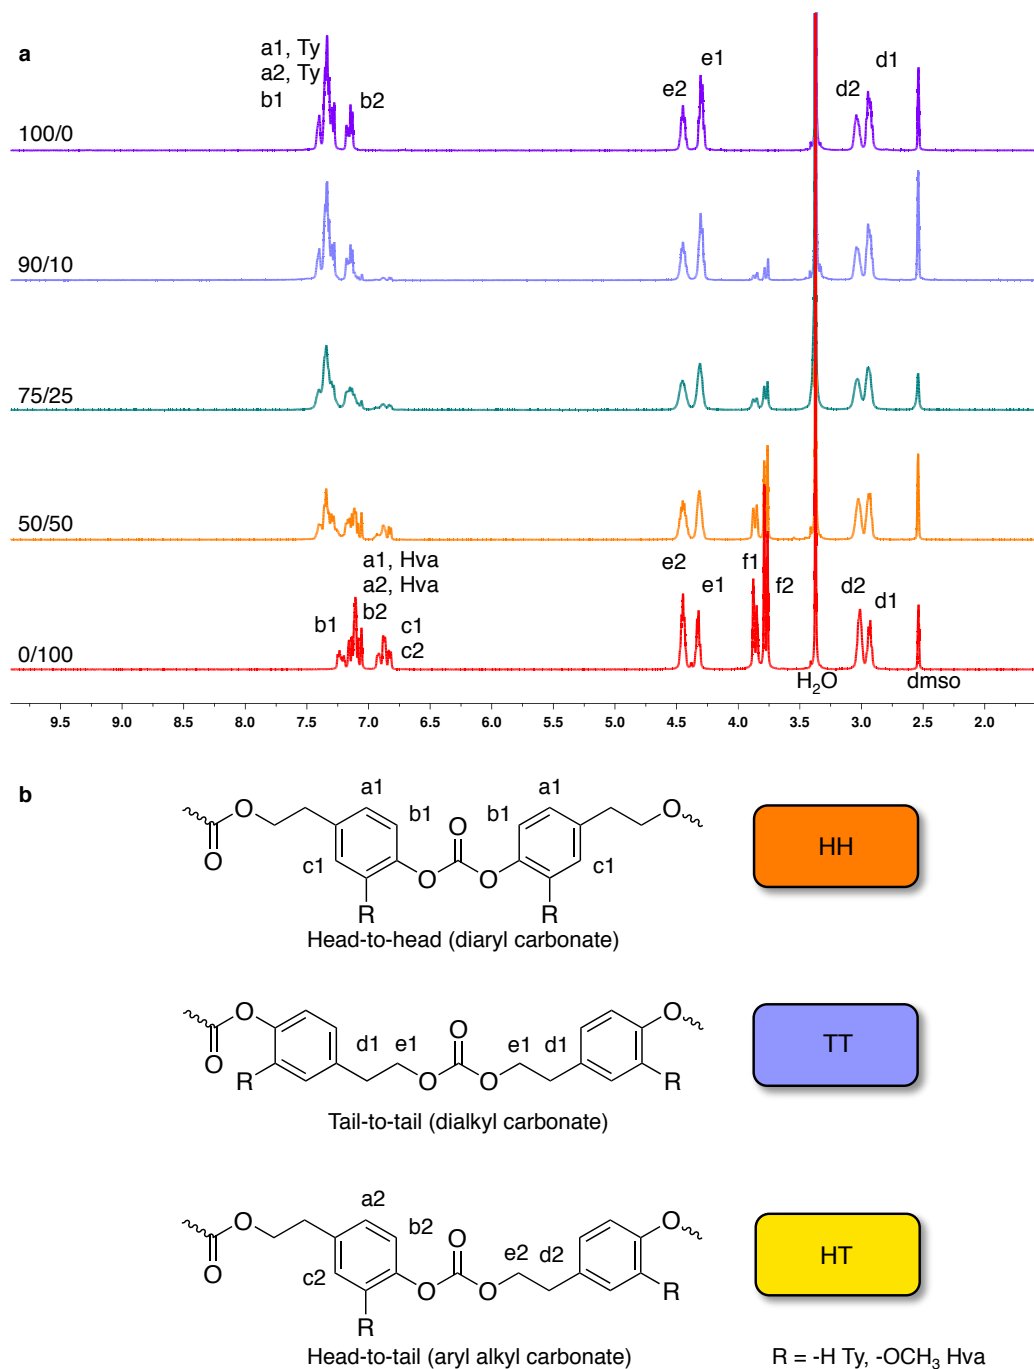 a
a1, Ty
a2, Ty
b1
b2
e2
e1
d2
d1
100/0
90/10
75/25
50/50
a1, Hva
a2, Hva
b1
b2
c1
c2
e2
e1
f1
f2
d2
d1
0/100
H2O
dmso
9.5 9.0 8.5 8.0 7.5 7.0 6.5 6.0 5.5 5.0 4.5 4.0 3.5 3.0 2.5 2.0
b
a1 a1
O O O
b1 b1
O
c1 O O c1
R R
Head-to-head (diaryl carbonate)
HH
O O O
d1 e1 e1 d1
O
R O O R
Tail-to-tail (dialkyl carbonate)
TT
a2
O O O
b2 e2 d2
O
c2 O O
R R
Head-to-tail (aryl alkyl carbonate)
HT
R = -H Ty, -OCH3 Hva